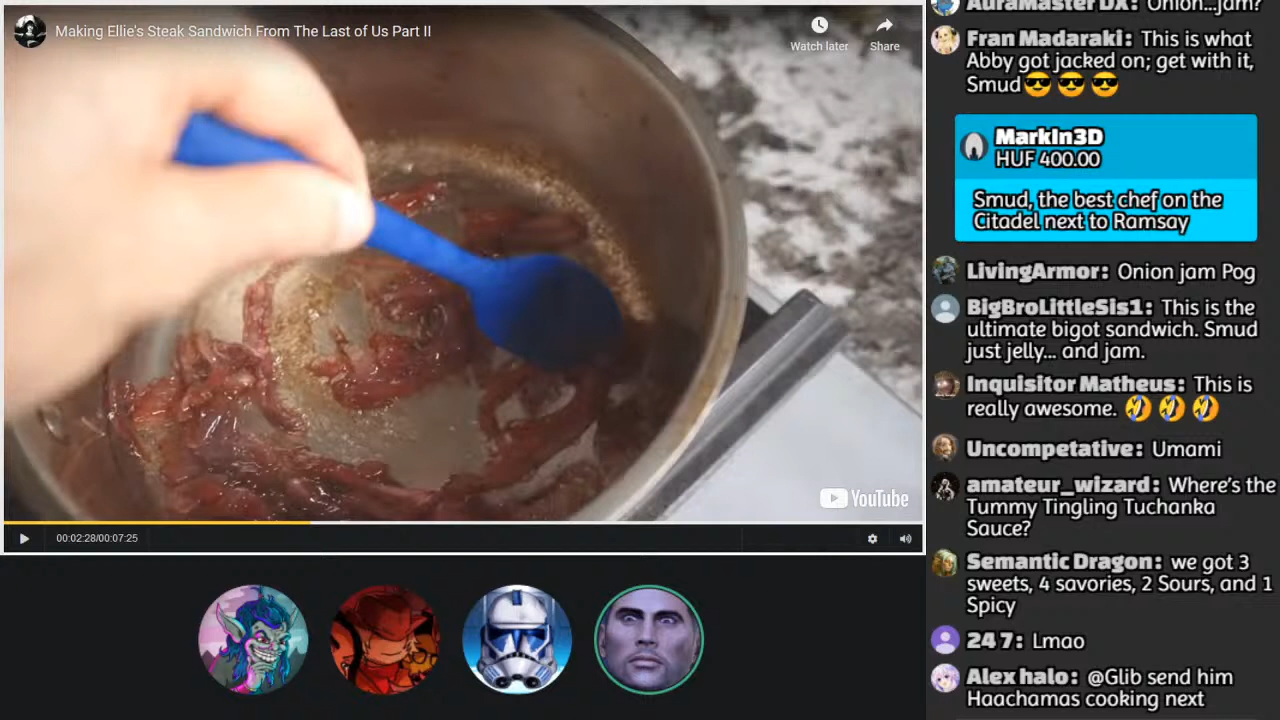 Making Ellie's Steak Sandwich From The Last of Us Part II
Watch later
Share
YouTube
00:02:28/00:07:25
AuraMaster DX: Onion...jam?
Fran Madaraki: This is what
Abby got jacked on; get with it,
Smud😎 😎 😎
MarkIn3D
HUF 400.00
Smud, the best chef on the
Citadel next to Ramsay
LivingArmor: Onion jam Pog
BigBroLittleSis1: This is the
ultimate bigot sandwich. Smud
just jelly... and jam.
Inquisitor Matheus: This is
really awesome. 🤣 🤣 🤣
Uncompetative: Umami
amateur_wizard: Where's the
Tummy Tingling Tuchanka
Sauce?
Semantic Dragon: we got 3
sweets, 4 savories, 2 Sours, and 1
Spicy
24 7: Lmao
Alex halo: @Glib send him
Haachamas cooking next